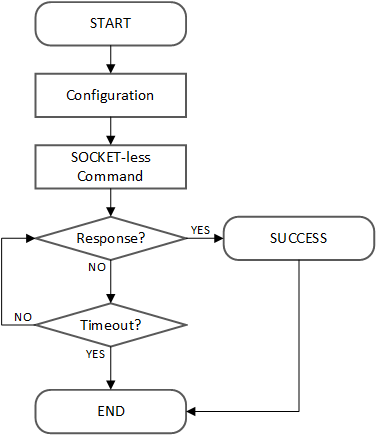 START
Configuration
SOCKET-less
Command
Response?
YES
SUCCESS
NO
NO
Timeout?
YES
END